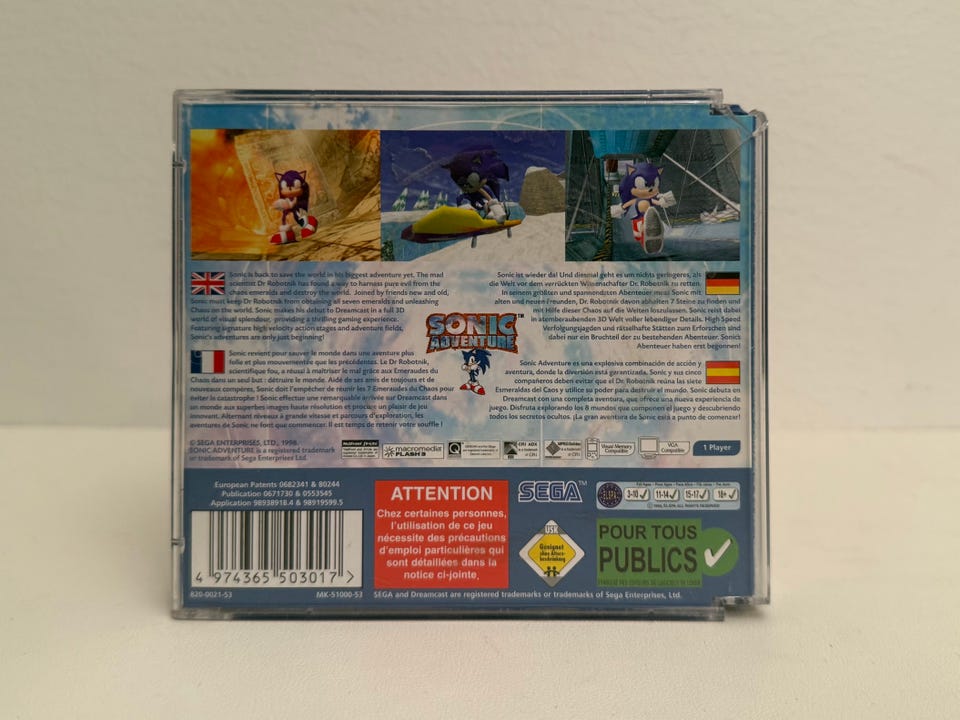 Sonic is back to save the world in his biggest adventure yet. The mad
scientist Dr Robotnik has found a way to harness pure evil from the
chaos emeralds and destroy the world. Joined by friends new and old,
Sonic must keep Dr Robotnik from obtaining all seven emeralds and unleashing
Chaos on the world. Sonic makes his debut to Dreamcast in a full 3D
world of visual splendour, providing a thrilling gaming experience.
Featuring signature high velocity action stages and adventure fields,
Sonic's adventures are only just beginning!
Sonic revient pour sauver le monde dans une aventure plus
folle et plus mouvementée que les précédentes. Le Dr Robotnik,
scientifique fou, a réussi à maîtriser le mal grâce aux Emeraudes du
Chaos dans un seul but : détruire le monde. Aidé de ses amis de toujours et de
nouveaux compères, Sonic doit l'empêcher de réunir les 7 Emeraudes du Chaos pour
éviter la catastrophe ! Sonic effectue une remarquable arrivée sur Dreamcast dans
un monde aux superbes images haute résolution et procure un plaisir de jeu
innovant. Alternant niveaux à grande vitesse et parcours d'exploration, les
aventures de Sonic ne font que commencer. Il est temps de retenir votre souffle !
SONIC
ADVENTURE™
Sonic ist wieder da! Und diesmal geht es um nichts geringeres, als
die Welt vor dem verrückten Wissenschafter Dr. Robotnik zu retten.
In seinem größten und spannendsten Abenteuer muss Sonic mit
alten und neuen Freunden, Dr. Robotnik davon abhalten 7 Steine zu finden und
mit Hilfe dieser Chaos auf die Welten loszulassen. Sonic reist dabei
in atemberaubenden 3D Welt voller lebendiger Details. High Speed
Verfolgungsjagden und rätselhafte Stätten zum Erforschen sind
dabei nur ein Bruchteil der zu bestehenden Abenteuer. Sonics
Abenteuer haben erst begonnen!
Sonic Adventure es una explosiva combinación de acción y
aventura, donde la diversión está garantizada. Sonic y sus cinco
compañeros deben evitar que el Dr Robotnik reúna las siete
Esmeraldas del Caos y utilice su poder para destruir el mundo. Sonic debuta en
Dreamcast con una completa aventura, que ofrece una nueva experiencia de
juego. Disfruta explorando los 8 mundos que componen el juego y descubriendo
todos los secretos ocultos. ¡La gran aventura de Sonic está a punto de comenzar!
© SEGA ENTERPRISES, LTD., 1998.
SONIC ADVENTURE is a registered trademark
or trademark of Sega Enterprises Ltd.
macromedia
FLASH3
CRI ADX
Visual Memory
Compatible
VGA
Compatible
1 Player
European Patents 0682341 & 80244
Publication 0671730 & 0553545
Application 98938918.4 & 98919599.5
4 974365 503017 >
820-0021-53
MK-51000-53
ATTENTION
Chez certaines personnes,
l'utilisation de ce jeu
nécessite des précautions
d'emploi particulières qui
sont détaillées dans la
notice ci-jointe.
SEGA™
USK
Geeignet
ohne Alters-
beschränkung
ELSPA
3-10 11-14 15-17 18+
POUR TOUS
PUBLICS
SEGA and Dreamcast are registered trademarks or trademarks of Sega Enterprises, Ltd.